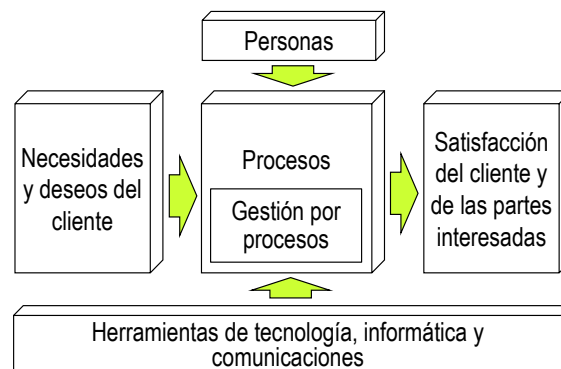 Personas
Necesidades
y deseos del
cliente
Procesos
Gestión por
procesos
Satisfacción
del cliente y
de las partes
interesadas
Herramientas de tecnología, informática y
comunicaciones